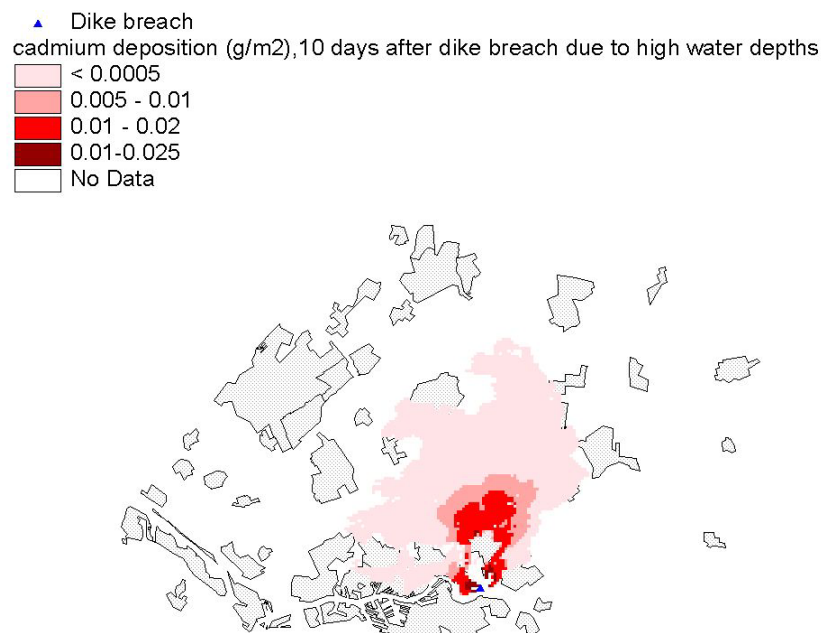 Dike breach
cadmium deposition (g/m2),10 days after dike breach due to high water depths
< 0.0005
0.005 - 0.01
0.01 - 0.02
0.01-0.025
No Data